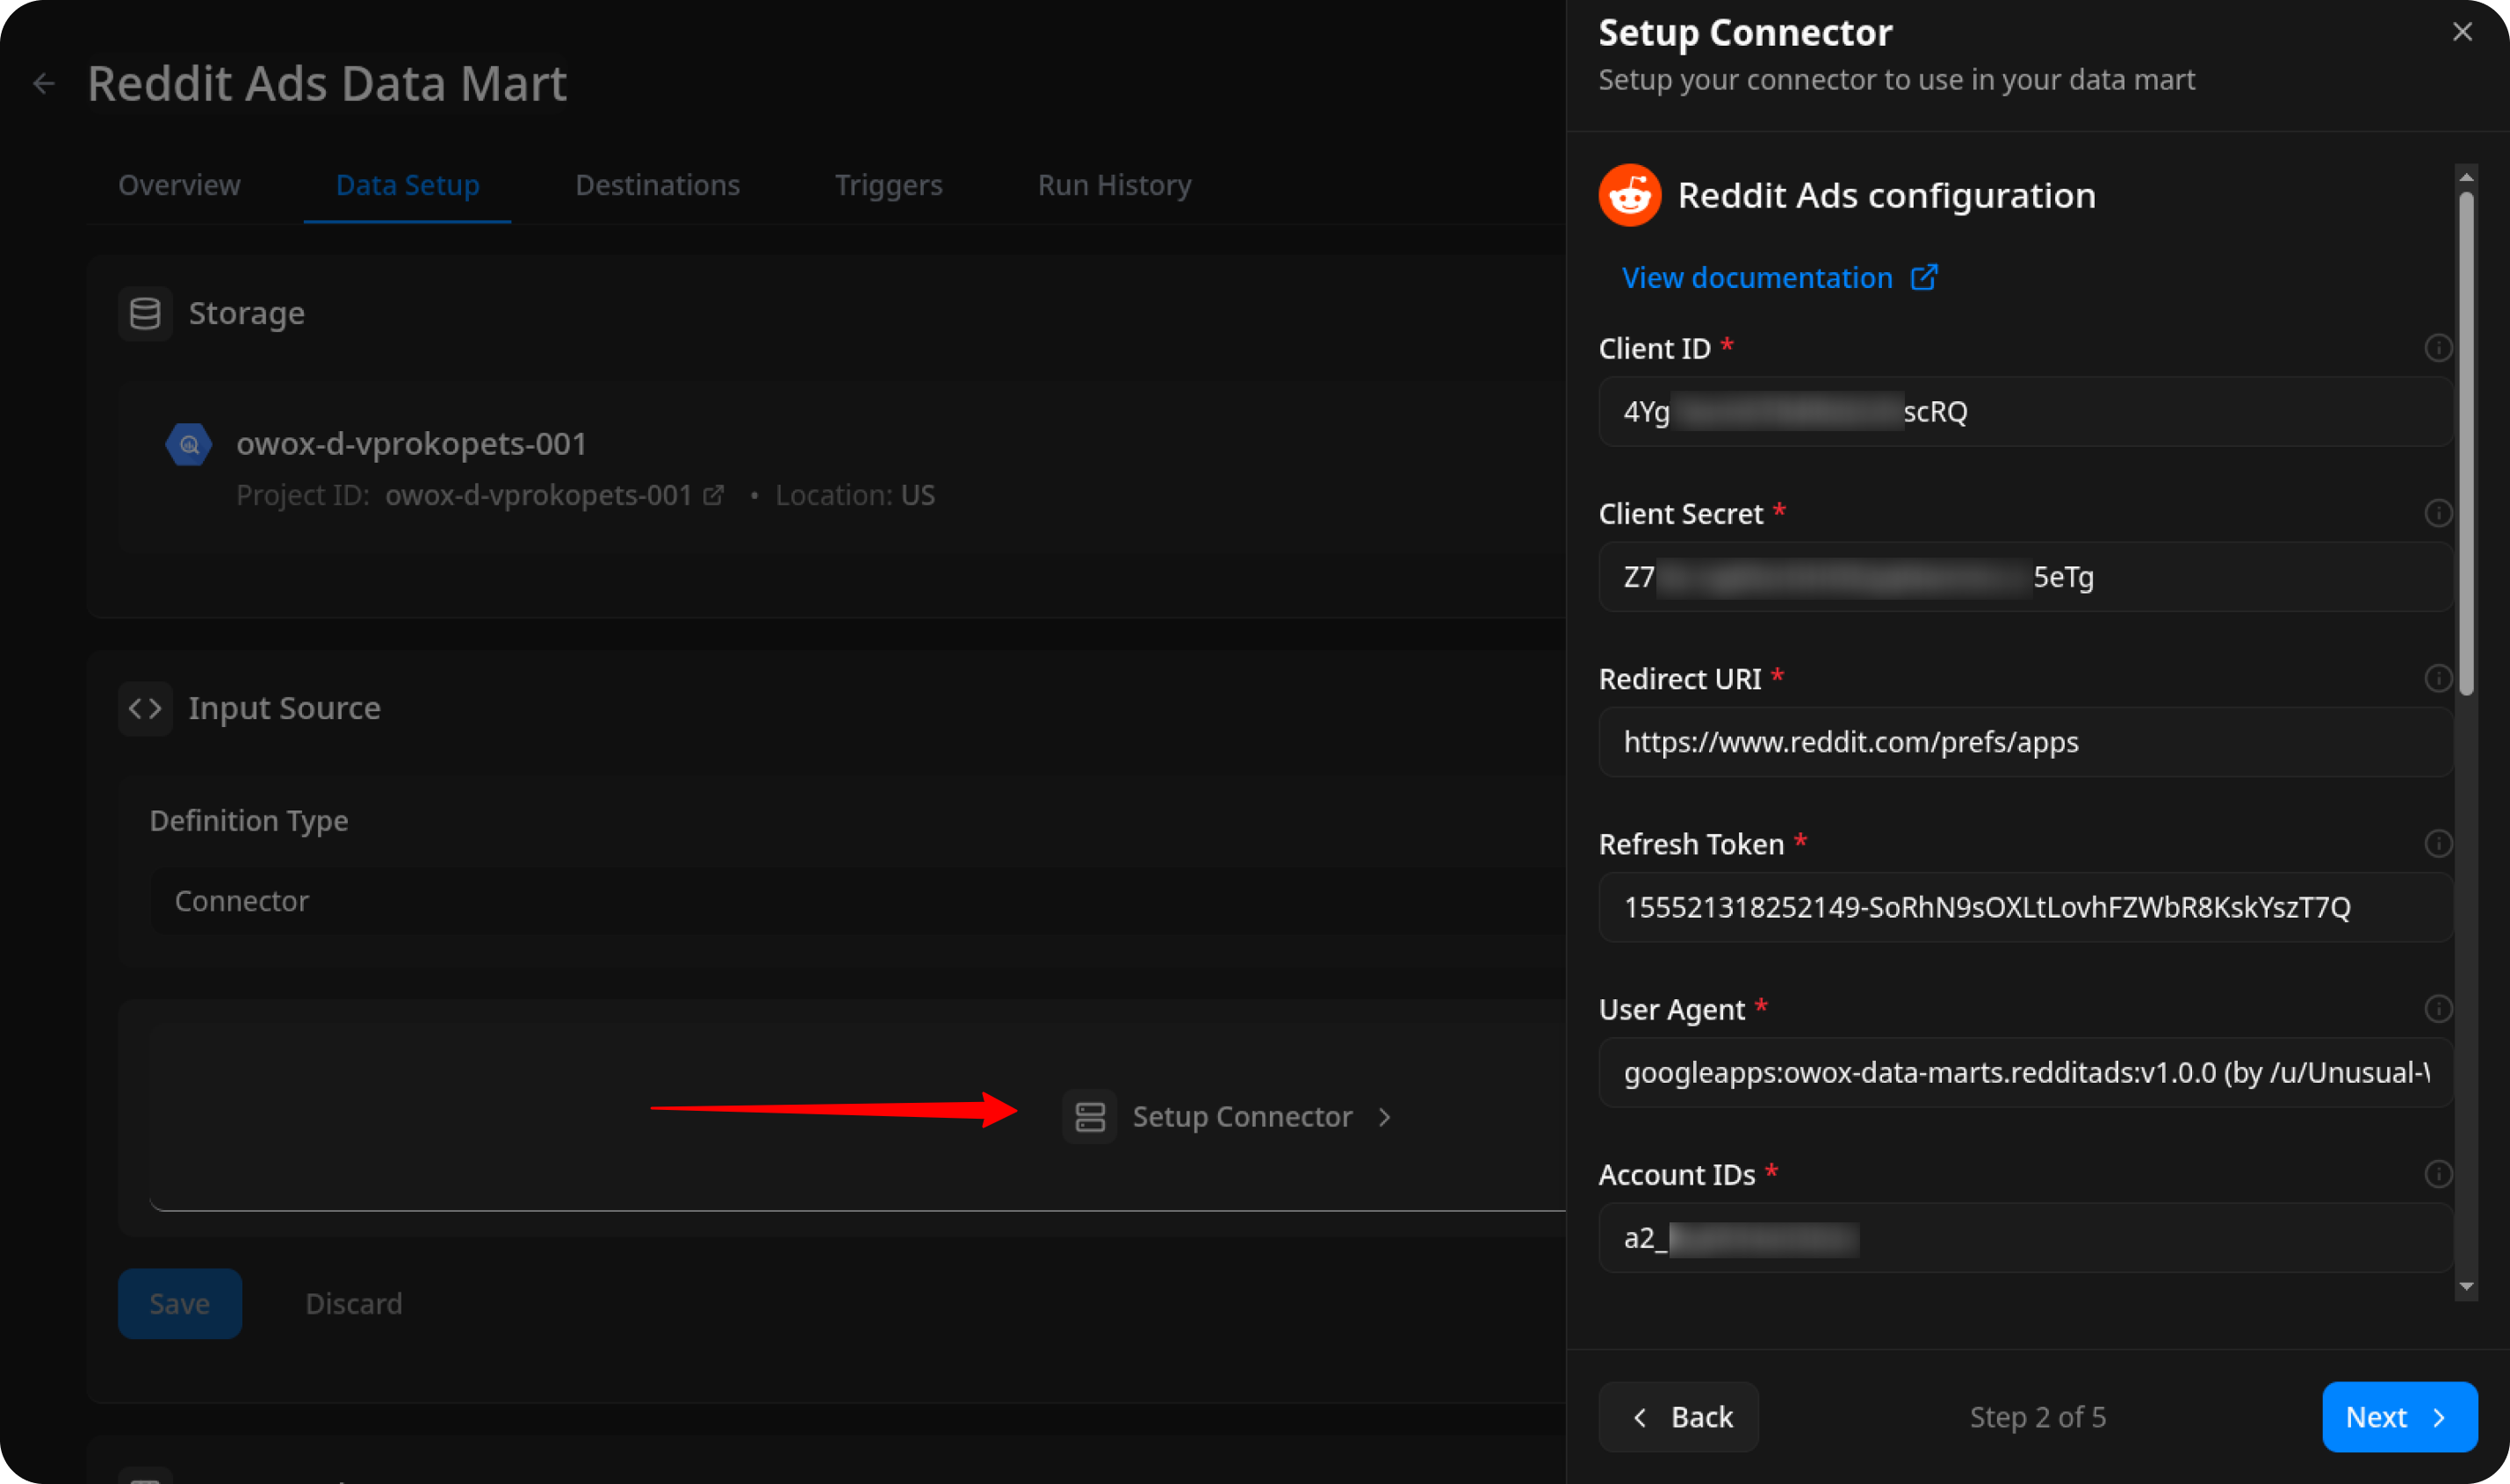 Reddit Ads Data Mart
Overview
Data Setup
Destinations
Triggers
Run History
Storage
owox-d-vprokopets-001
Project ID: owox-d-vprokopets-001 • Location: US
Input Source
Definition Type
Connector
Setup Connector
Save
Discard
Setup Connector
Setup your connector to use in your data mart
Reddit Ads configuration
View documentation
Client ID *
4Yg scRQ
Client Secret *
Z7 5eTg
Redirect URI *
https://www.reddit.com/prefs/apps
Refresh Token *
155521318252149-SoRhN9sOXLtLovhFZWbR8KskYszT7Q
User Agent *
googleapps:owox-data-marts.redditads:v1.0.0 (by /u/Unusual-
Account IDs *
a2_
Back
Step 2 of 5
Next